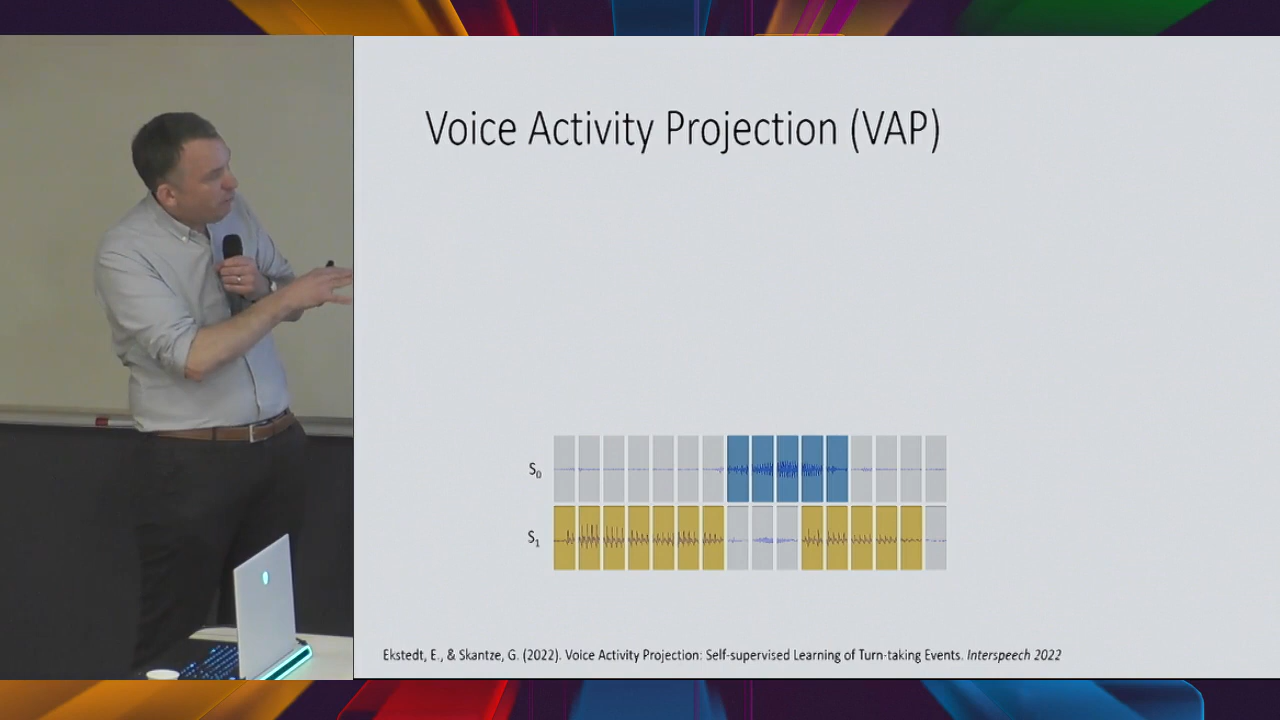 Voice Activity Projection (VAP)
S0
S1
Ekstedt, E., & Skantze, G. (2022). Voice Activity Projection: Self-supervised Learning of Turn-taking Events. Interspeech 2022